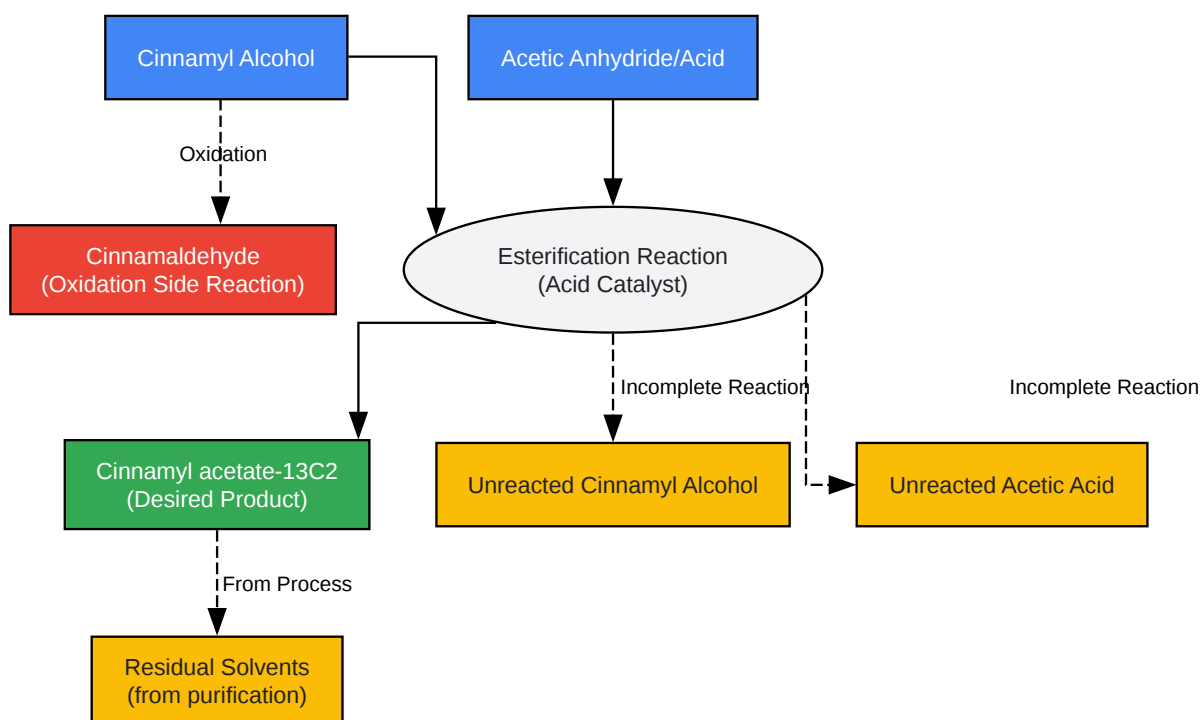 Cinnamyl Alcohol
Acetic Anhydride/Acid
Oxidation
Cinnamaldehyde
(Oxidation Side Reaction)
Esterification Reaction
(Acid Catalyst)
Incomplete Reaction
Incomplete Reaction
Cinnamyl acetate-13C2
(Desired Product)
Unreacted Cinnamyl Alcohol
Unreacted Acetic Acid
From Process
Residual Solvents
(from purification)